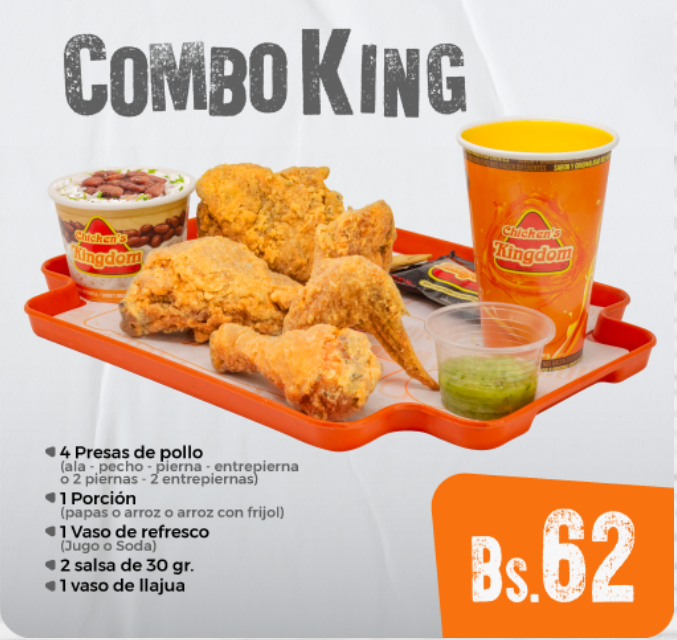 COMBO KING
SABOR Y ORIGINALIDAD
Chicken's
Kingdom
Chicken's
Kingdom
4 Presas de pollo
(ala - pecho - pierna - entrepierna
o 2 piernas - 2 entrepiernas)
1 Porción
(papas o arroz o arroz con frijol)
1 Vaso de refresco
(Jugo o Soda)
2 salsa de 30 gr.
1 vaso de llajua
Bs.62